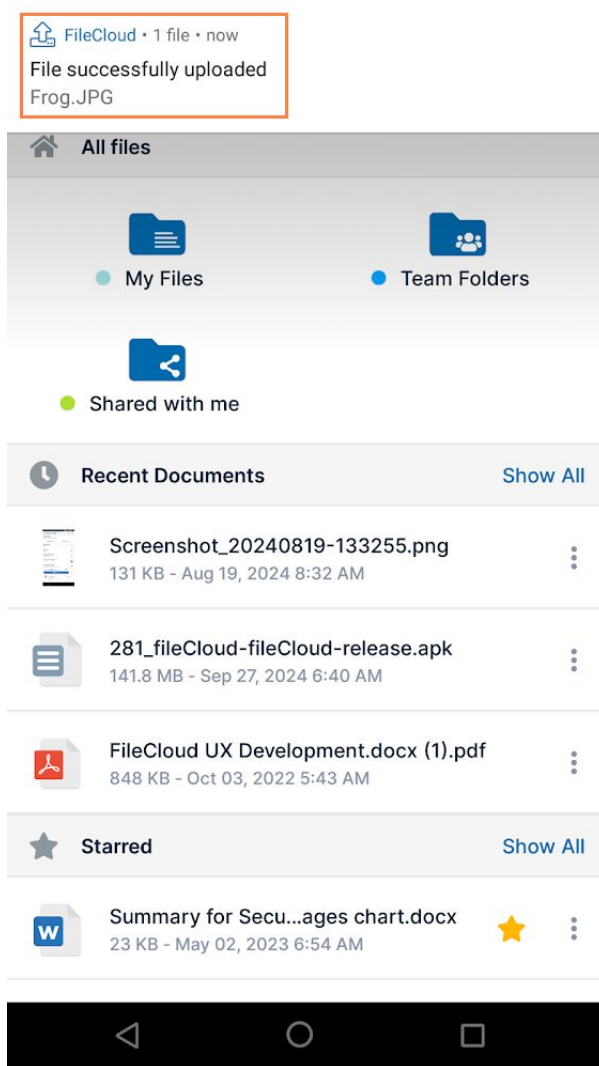 FileCloud • 1 file • now
File successfully uploaded
Frog.JPG
All files
My Files
Team Folders
Shared with me
Recent Documents
Show All
Screenshot_20240819-133255.png
131 KB - Aug 19, 2024 8:32 AM
281_fileCloud-fileCloud-release.apk
141.8 MB - Sep 27, 2024 6:40 AM
FileCloud UX Development.docx (1).pdf
848 KB - Oct 03, 2022 5:43 AM
Starred
Show All
W
Summary for Secu...ages chart.docx
23 KB - May 02, 2023 6:54 AM